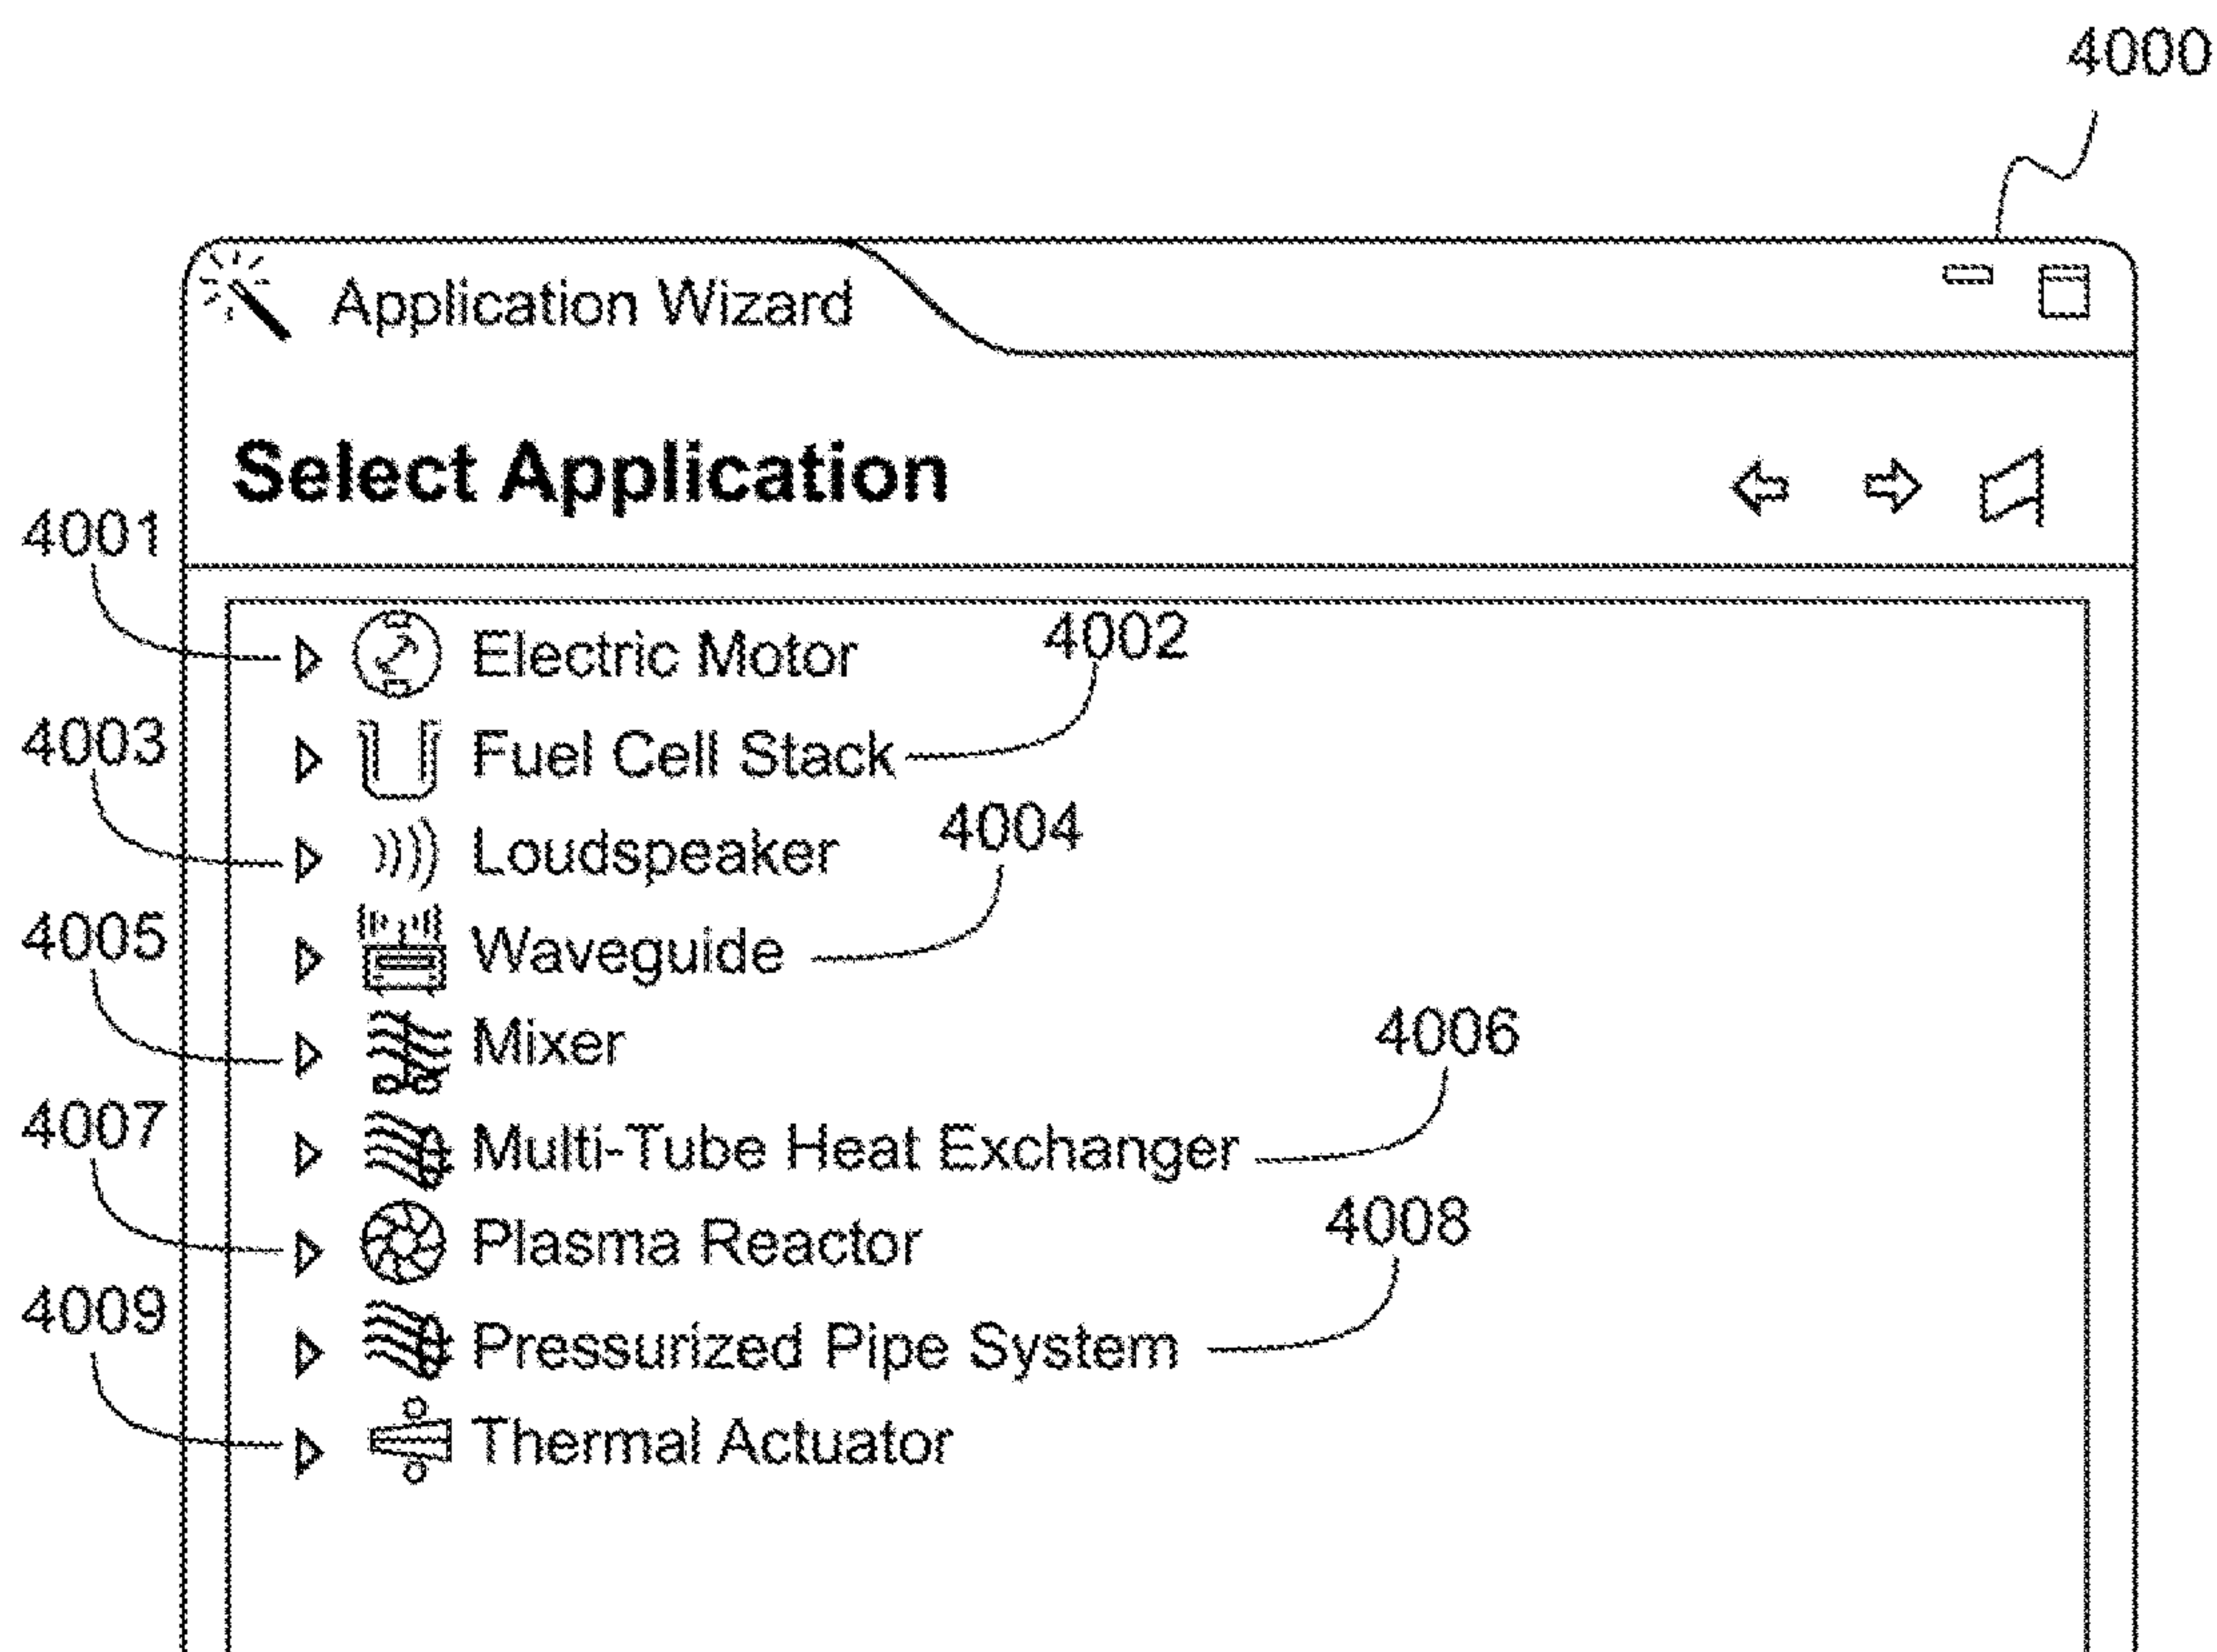 4000
Application Wizard
Select Application
4001
Electric Motor
4002
4003
Fuel Cell Stack
Loudspeaker
4004
4005
Waveguide
Mixer
4006
4007
Multi-Tube Heat Exchanger
Plasma Reactor
4008
4009
Pressurized Pipe System
Thermal Actuator